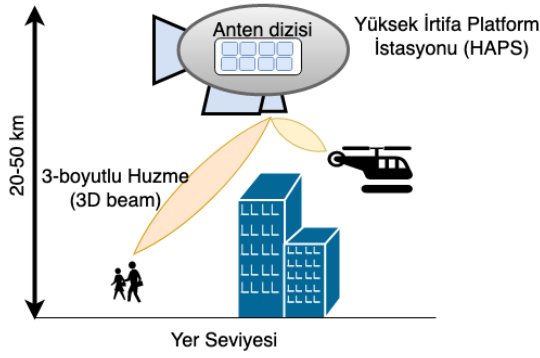 Anten dizisi
Yüksek İrtifa Platform
İstasyonu (HAPS)
20-50 km
3-boyutlu Huzme
(3D beam)
Yer Seviyesi